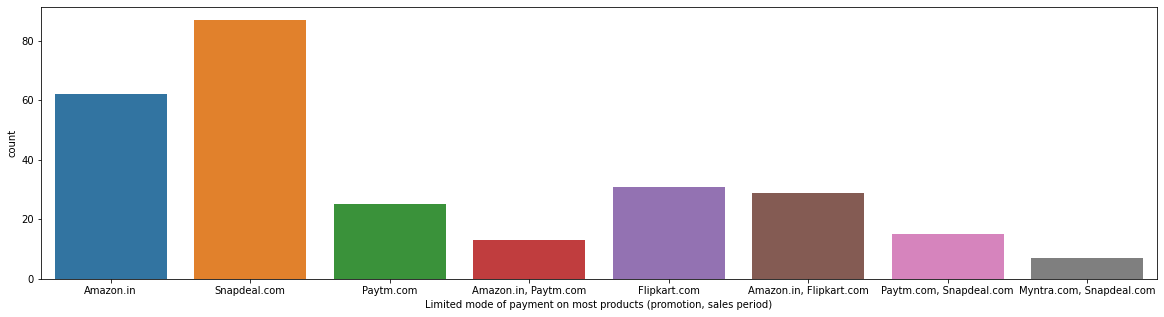 80
60
40
20
0
count
Amazon.in Snapdeal.com Paytm.com Amazon.in, Paytm.com Flipkart.com Amazon.in, Flipkart.com Paytm.com, Snapdeal.com Myntra.com, Snapdeal.com
Limited mode of payment on most products (promotion, sales period)